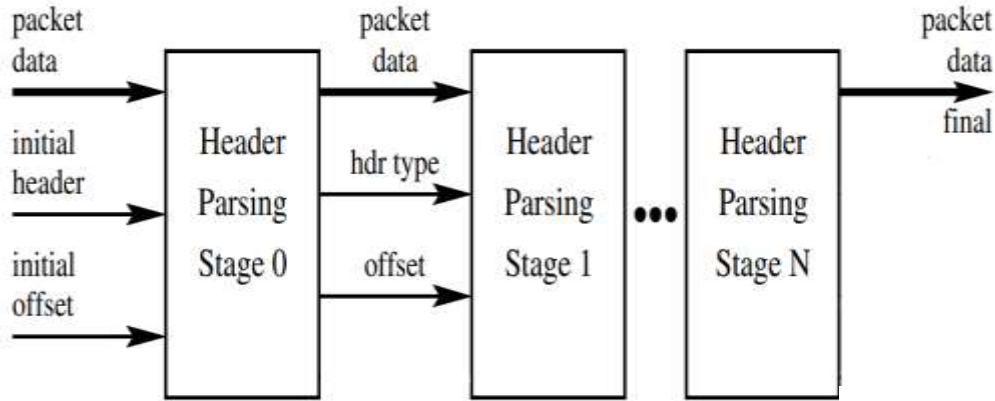 packet
data
initial
header
initial
offset
Header
Parsing
Stage 0
packet
data
hdr type
offset
Header
Parsing
Stage 1
Header
Parsing
Stage N
packet
data
final